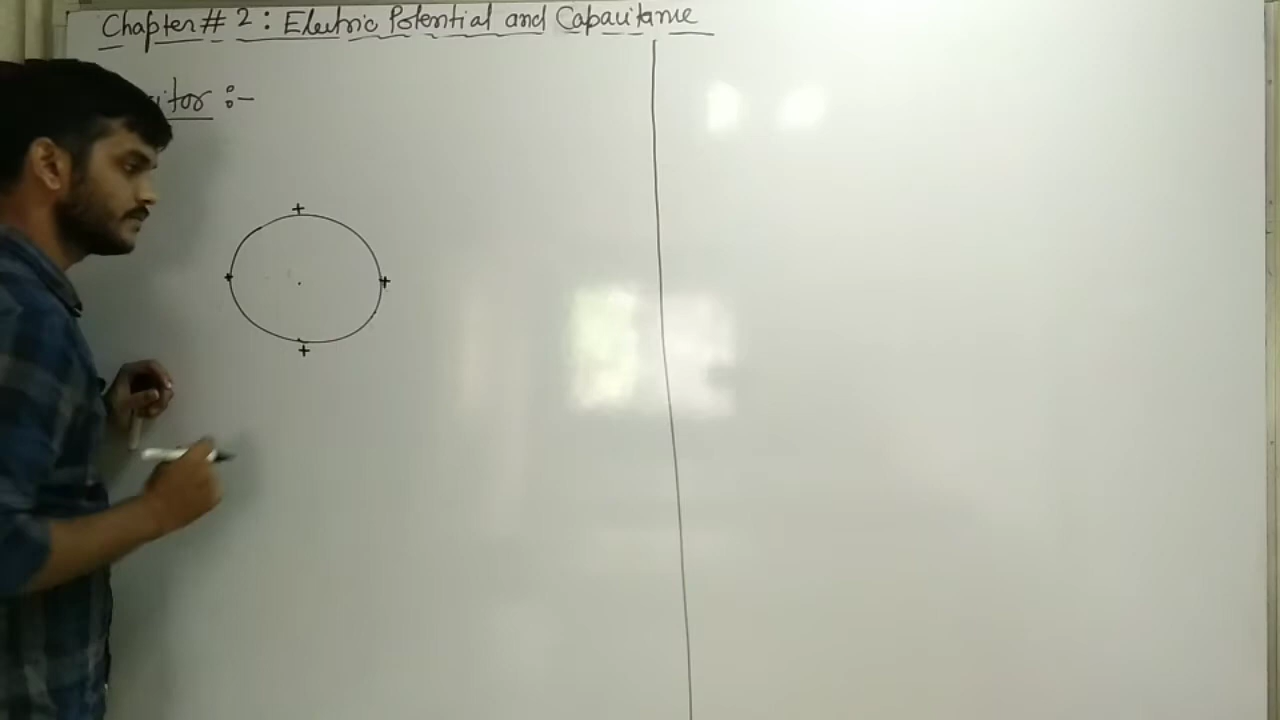 Chapter# 2 : Electric Potential and Capacitance
itor :-
+
+ +
+